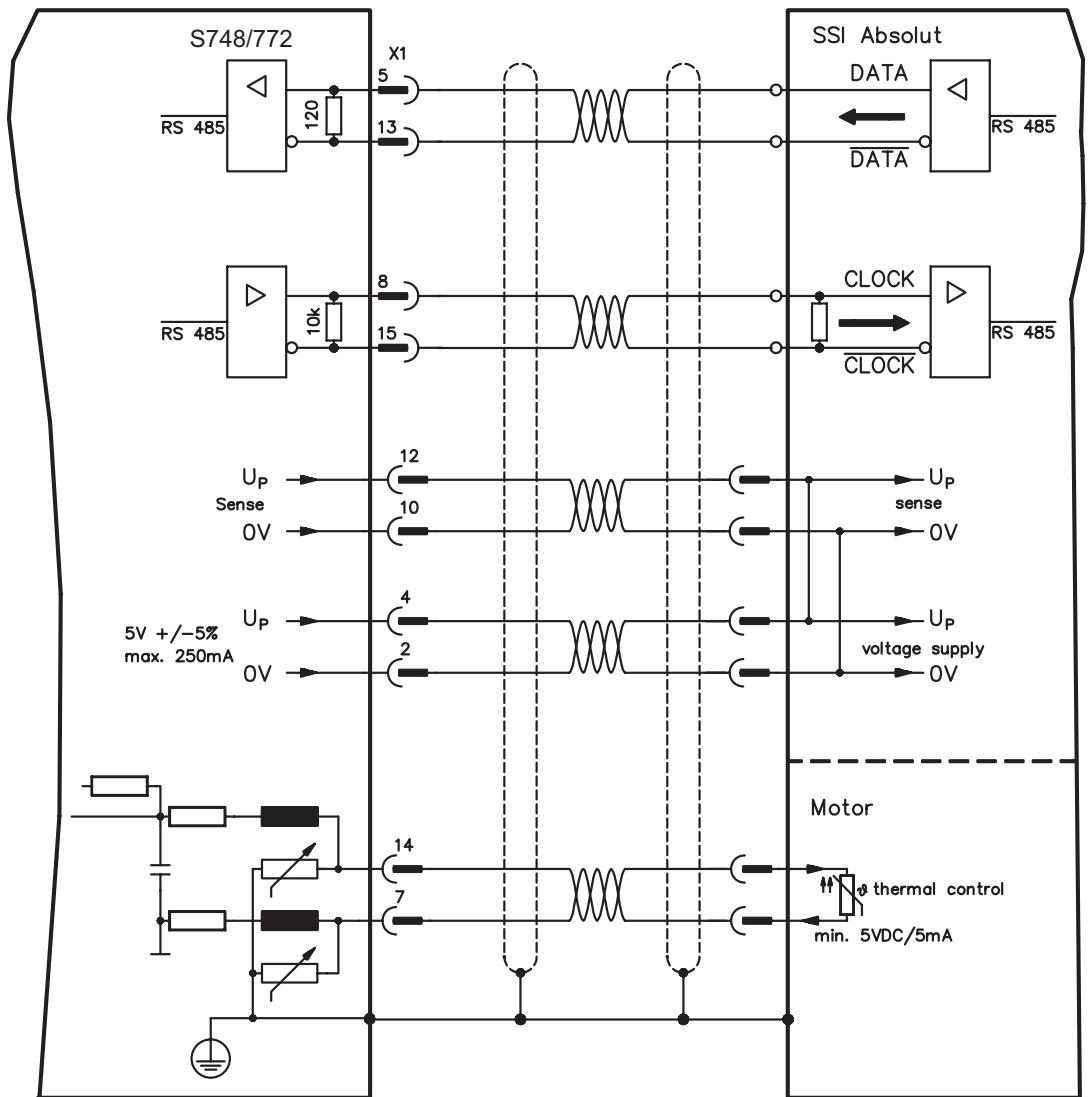 S748/772
SSI Absolut
X1
5
DATA
120
RS 485
RS 485
13
DATA
8
CLOCK
10k
RS 485
RS 485
15
CLOCK
12
UP
UP
Sense
sense
10
0V
0V
4
UP
UP
5V +/-5%
max. 250mA
voltage supply
2
0V
0V
Motor
14
ϑ thermal control
7
min. 5VDC/5mA